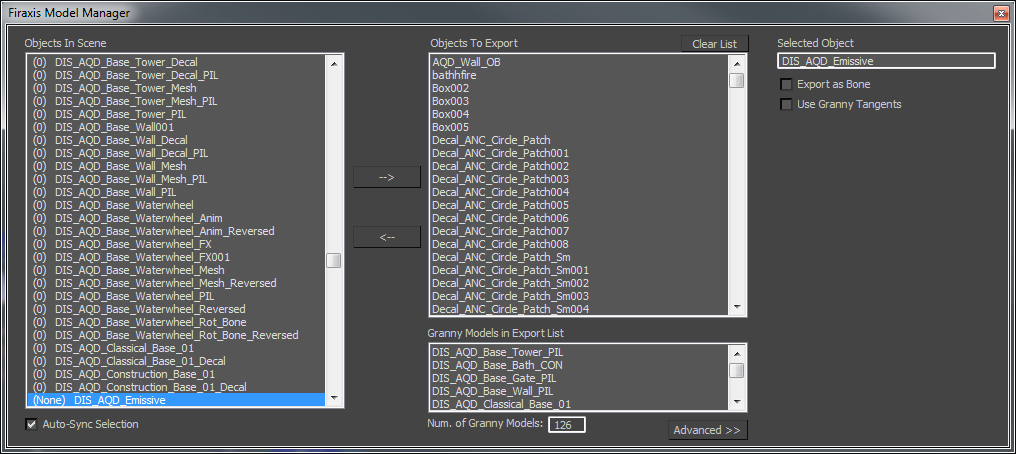 Firaxis Model Manager
Objects In Scene
(0) DIS_AQD_Base_Tower_Decal
(0) DIS_AQD_Base_Tower_Decal_PIL
(0) DIS_AQD_Base_Tower_Mesh
(0) DIS_AQD_Base_Tower_Mesh_PIL
(0) DIS_AQD_Base_Tower_PIL
(0) DIS_AQD_Base_Wall001
(0) DIS_AQD_Base_Wall_Decal
(0) DIS_AQD_Base_Wall_Decal_PIL
(0) DIS_AQD_Base_Wall_Mesh
(0) DIS_AQD_Base_Wall_Mesh_PIL
(0) DIS_AQD_Base_Wall_PIL
(0) DIS_AQD_Base_Waterwheel
(0) DIS_AQD_Base_Waterwheel_Anim
(0) DIS_AQD_Base_Waterwheel_Anim_Reversed
(0) DIS_AQD_Base_Waterwheel_FX
(0) DIS_AQD_Base_Waterwheel_FX001
(0) DIS_AQD_Base_Waterwheel_Mesh
(0) DIS_AQD_Base_Waterwheel_Mesh_Reversed
(0) DIS_AQD_Base_Waterwheel_PIL
(0) DIS_AQD_Base_Waterwheel_Reversed
(0) DIS_AQD_Base_Waterwheel_Rot_Bone
(0) DIS_AQD_Base_Waterwheel_Rot_Bone_Reversed
(0) DIS_AQD_Classical_Base_01
(0) DIS_AQD_Classical_Base_01_Decal
(0) DIS_AQD_Construction_Base_01
(0) DIS_AQD_Construction_Base_01_Decal
(None) DIS_AQD_Emissive
Auto-Sync Selection
-->
<--
Objects To Export
Clear List
AQD_Wall_OB
bathhfire
Box002
Box003
Box004
Box005
Decal_ANC_Circle_Patch
Decal_ANC_Circle_Patch001
Decal_ANC_Circle_Patch002
Decal_ANC_Circle_Patch003
Decal_ANC_Circle_Patch004
Decal_ANC_Circle_Patch005
Decal_ANC_Circle_Patch006
Decal_ANC_Circle_Patch007
Decal_ANC_Circle_Patch008
Decal_ANC_Circle_Patch_Sm
Decal_ANC_Circle_Patch_Sm001
Decal_ANC_Circle_Patch_Sm002
Decal_ANC_Circle_Patch_Sm003
Decal_ANC_Circle_Patch_Sm004
Granny Models in Export List
DIS_AQD_Base_Tower_PIL
DIS_AQD_Base_Bath_CON
DIS_AQD_Base_Gate_PIL
DIS_AQD_Base_Wall_PIL
DIS_AQD_Classical_Base_01
Num. of Granny Models: 126
Advanced >>
Selected Object
DIS_AQD_Emissive
Export as Bone
Use Granny Tangents